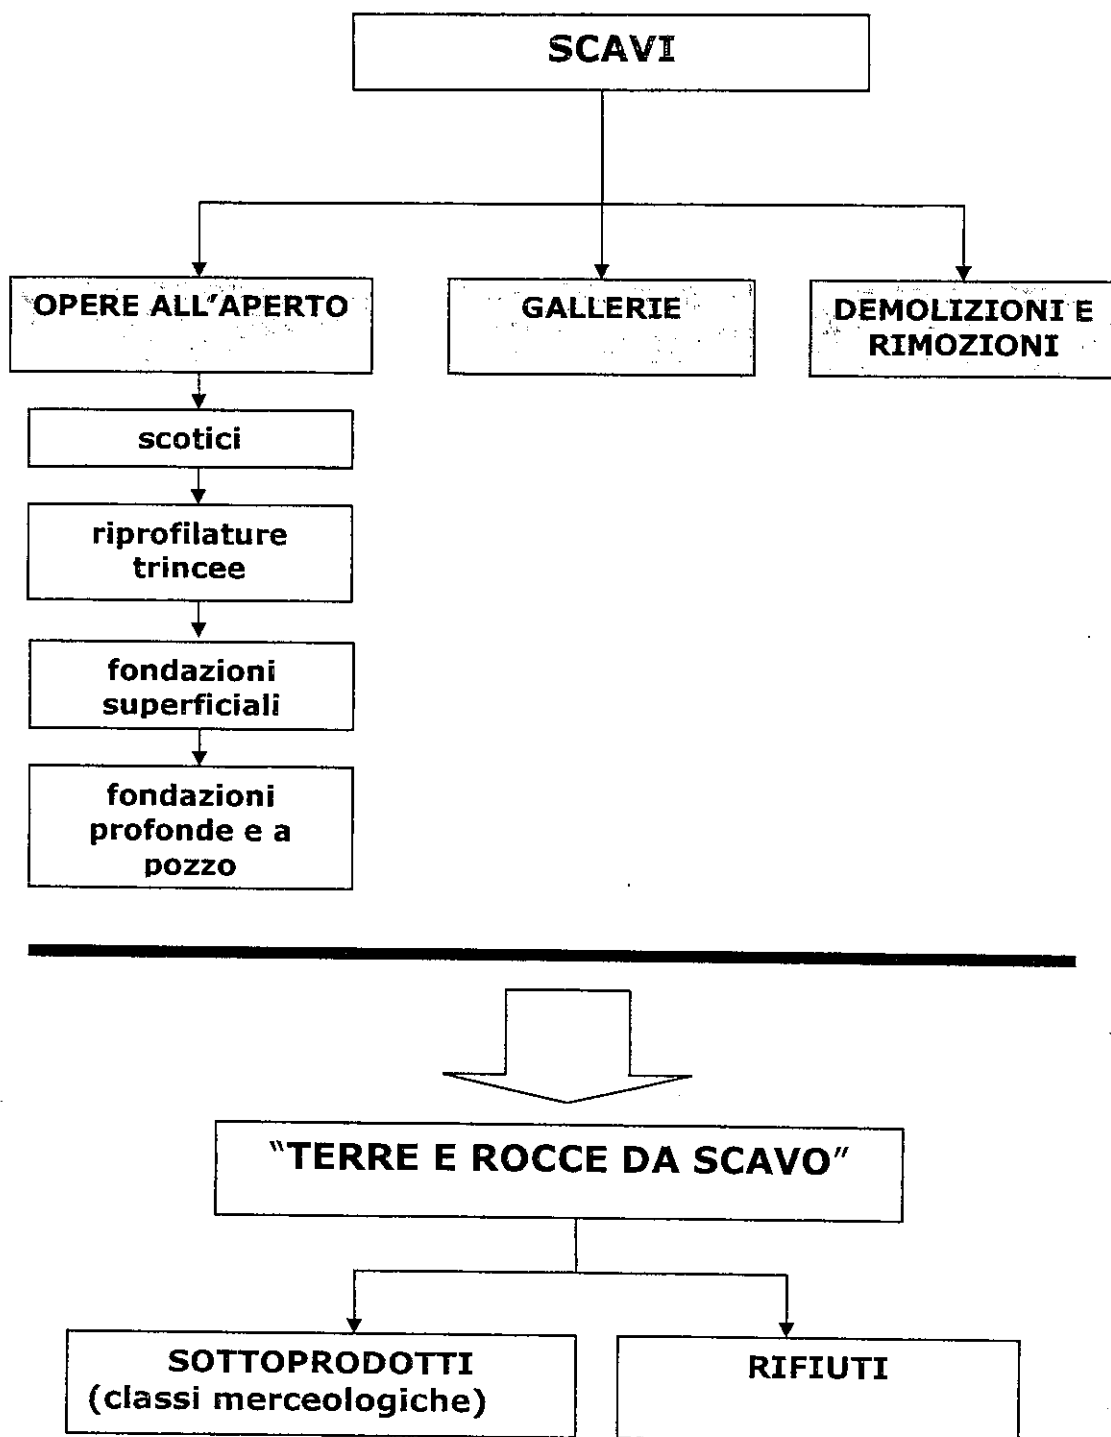 SCAVI
OPERE ALL'APERTO
GALLERIE
DEMOLIZIONI E
RIMOZIONI
scotici
riprofilature
trincee
fondazioni
superficiali
fondazioni
profonde e a
pozzo
“TERRE E ROCCE DA SCAVO”
SOTTOPRODOTTI
(classi merceologiche)
RIFIUTI